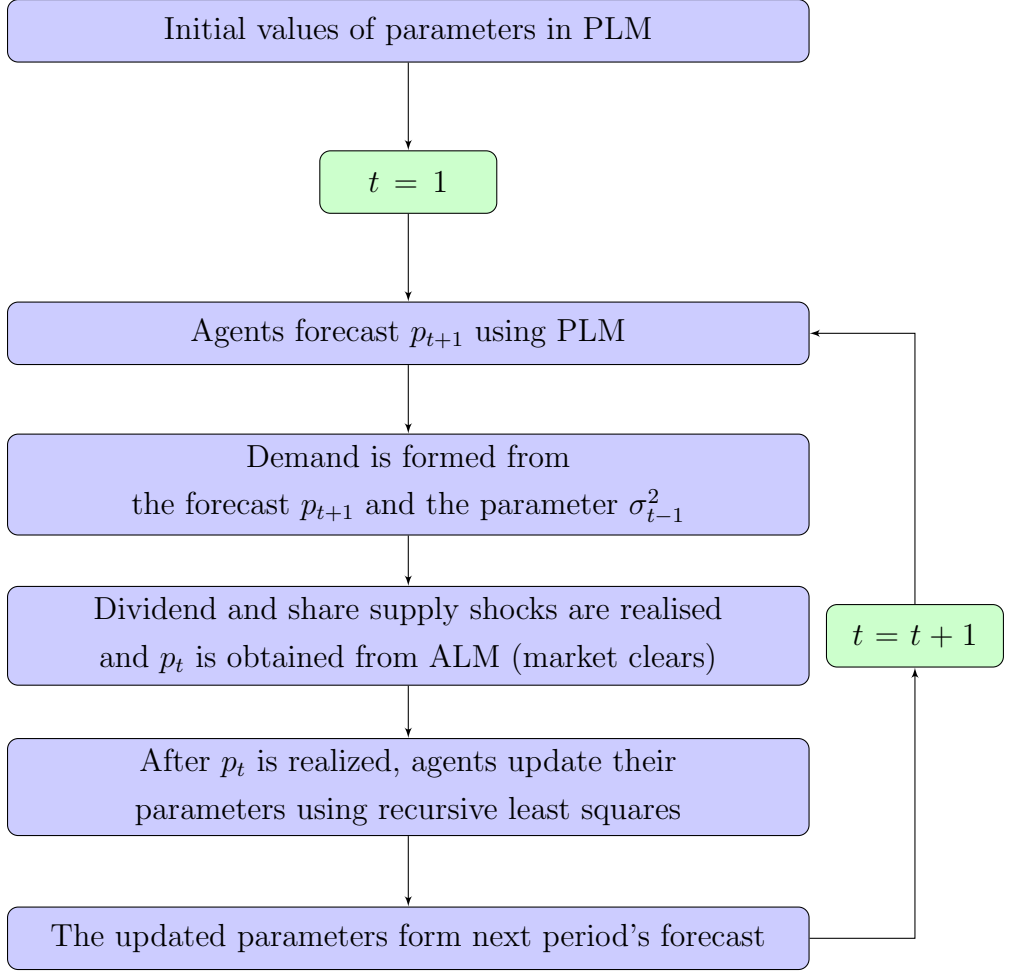 Initial values of parameters in PLM
t = 1
Agents forecast p_{t+1} using PLM
Demand is formed from
the forecast p_{t+1} and the parameter σ²_{t−1}
Dividend and share supply shocks are realised
and p_t is obtained from ALM (market clears)
t = t + 1
After p_t is realized, agents update their
parameters using recursive least squares
The updated parameters form next period's forecast